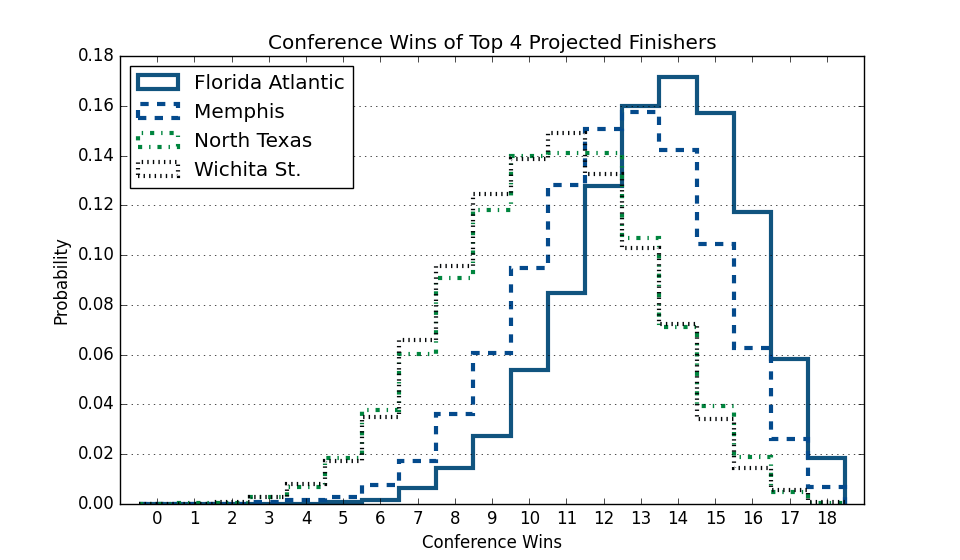 Conference Wins of Top 4 Projected Finishers
Florida Atlantic
Memphis
North Texas
Wichita St.
0.18
0.16
0.14
0.12
0.10
0.08
0.06
0.04
0.02
0.00
Probability
0 1 2 3 4 5 6 7 8 9 10 11 12 13 14 15 16 17 18
Conference Wins